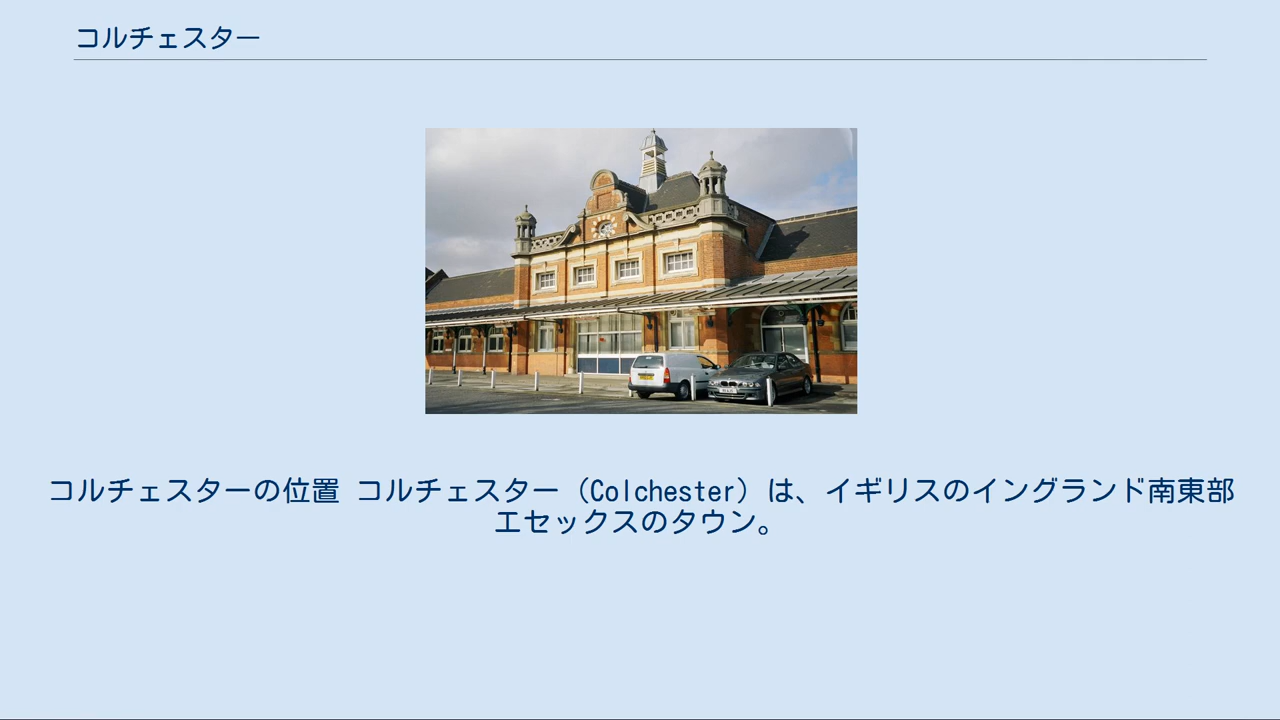 コルチェスター
コルチェスターの位置 コルチェスター（Colchester）は、イギリスのイングランド南東部
エセックスのタウン。